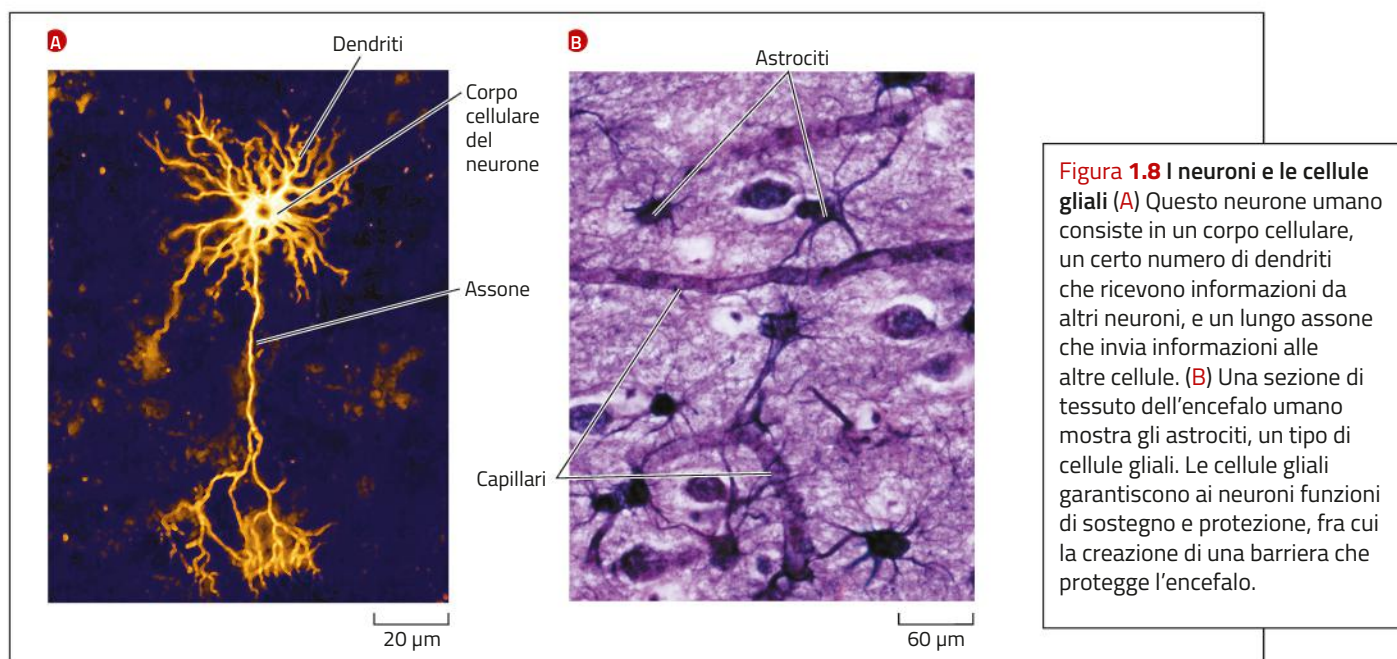 A
Dendriti
Corpo
cellulare
del
neurone
Assone
20 µm
B
Astrociti
Capillari
60 µm
Figura 1.8 I neuroni e le cellule
gliali (A) Questo neurone umano
consiste in un corpo cellulare,
un certo numero di dendriti
che ricevono informazioni da
altri neuroni, e un lungo assone
che invia informazioni alle
altre cellule. (B) Una sezione di
tessuto dell’encefalo umano
mostra gli astrociti, un tipo di
cellule gliali. Le cellule gliali
garantiscono ai neuroni funzioni
di sostegno e protezione, fra cui
la creazione di una barriera che
protegge l’encefalo.